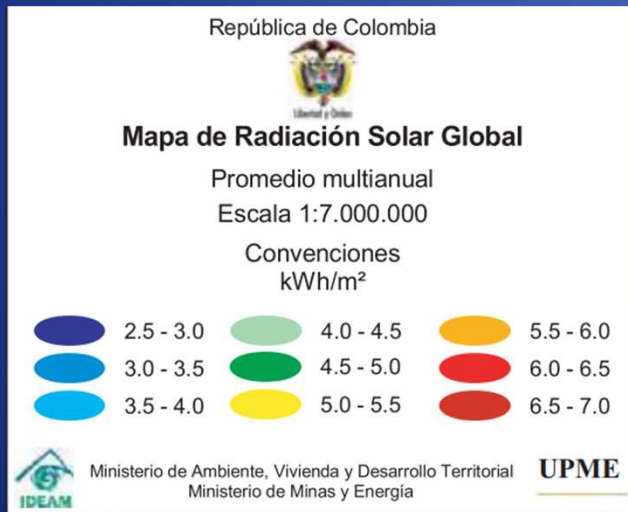 República de Colombia
Libertad y Orden
Mapa de Radiación Solar Global
Promedio multianual
Escala 1:7.000.000
Convenciones
kWh/m²
2.5 - 3.0 4.0 - 4.5 5.5 - 6.0
3.0 - 3.5 4.5 - 5.0 6.0 - 6.5
3.5 - 4.0 5.0 - 5.5 6.5 - 7.0
IDEAM
Ministerio de Ambiente, Vivienda y Desarrollo Territorial
Ministerio de Minas y Energía
UPME